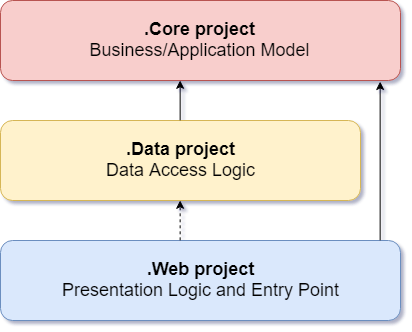 .Core project
Business/Application Model
.Data project
Data Access Logic
.Web project
Presentation Logic and Entry Point